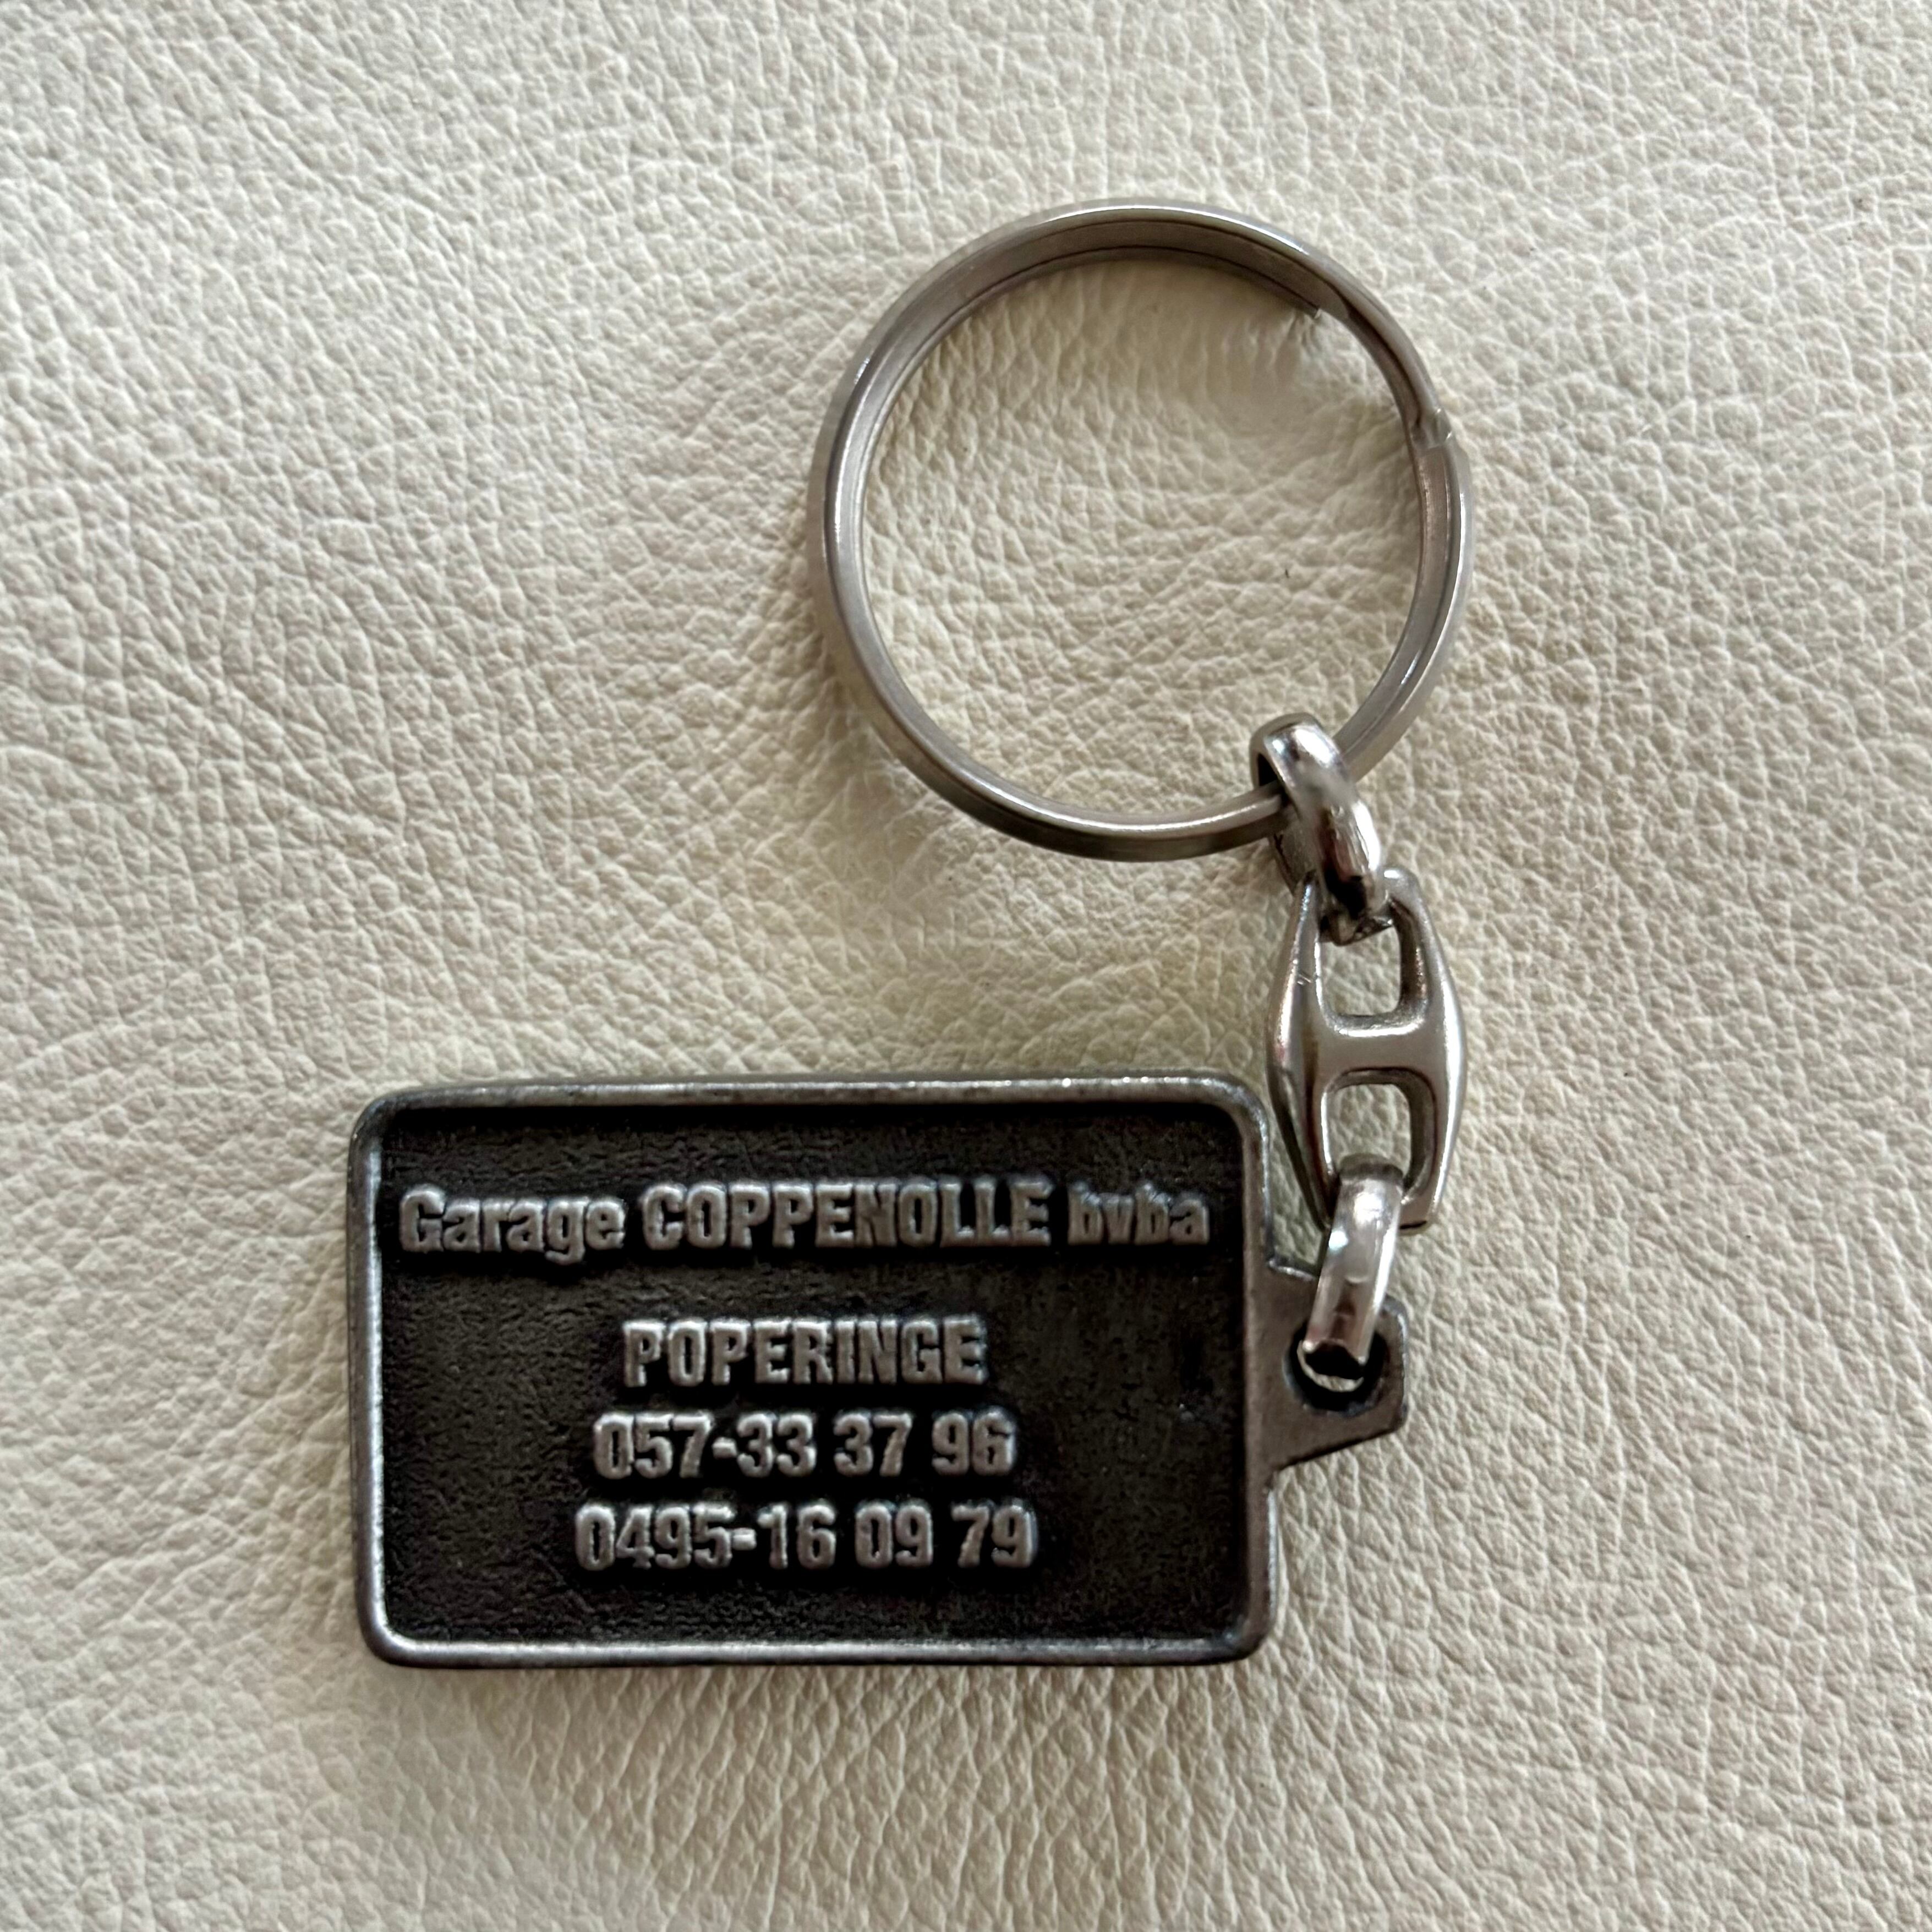 Garage COPPENOLLE bvba
POPERINGE
057-33 37 96
0495-16 09 79